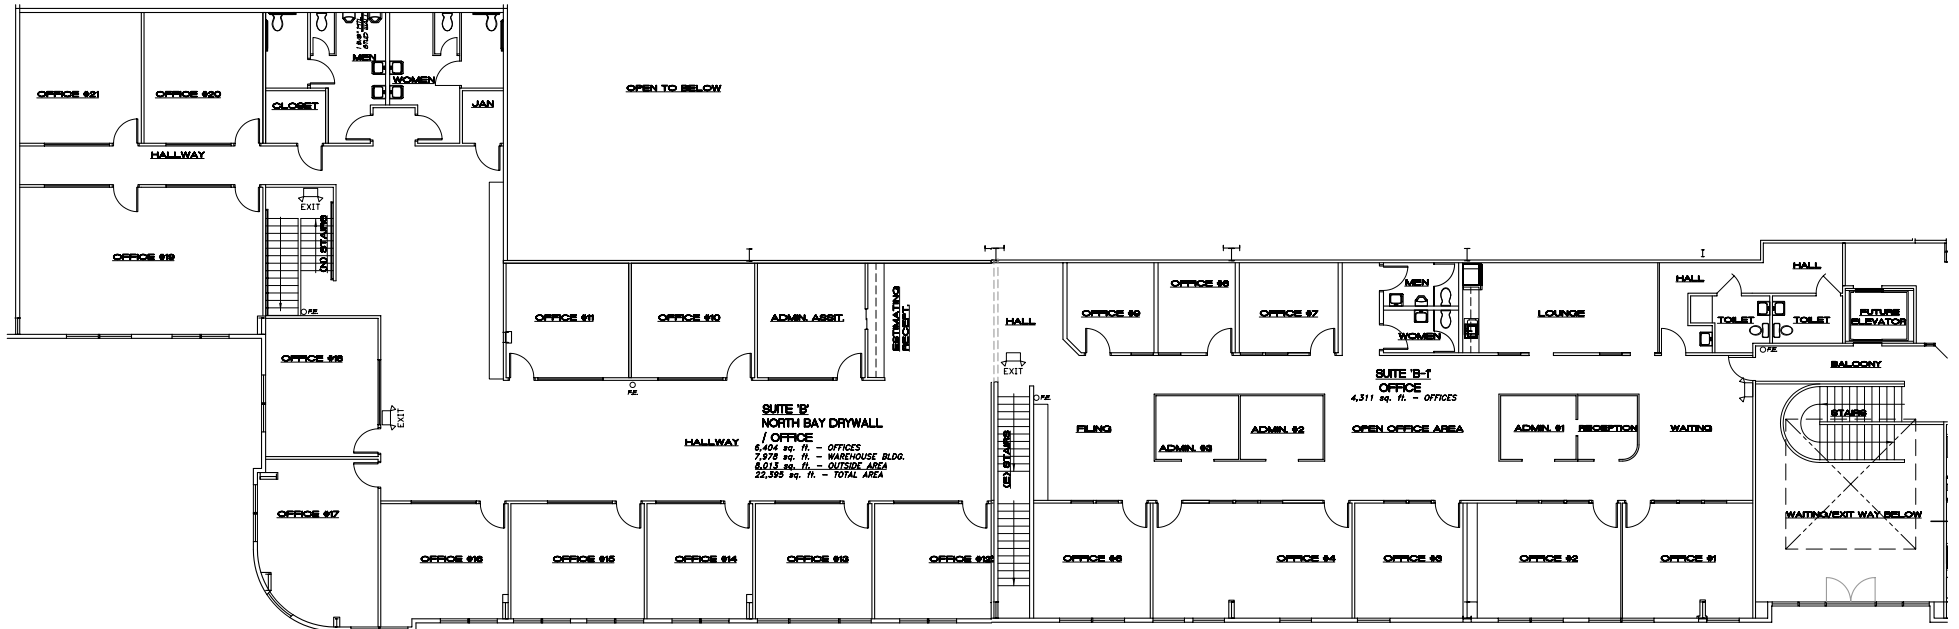 OFFICE #21
OFFICE #20
MEN
WOMEN
CLOSET
JAN
OPEN TO BELOW
HALLWAY
EXIT
(N) STAIRS
OFFICE #19
F.E.
OFFICE #18
EXIT
OFFICE #17
OFFICE #11
OFFICE #10
ADMIN. ASSIT.
ESTIMATING
RECEPT.
F.E.
HALLWAY
SUITE 'B'
NORTH BAY DRYWALL
/ OFFICE
6,404 sq. ft. - OFFICES
7,978 sq. ft. - WAREHOUSE BLDG.
8,013 sq. ft. - OUTSIDE AREA
22,395 sq. ft. - TOTAL AREA
OFFICE #16
OFFICE #15
OFFICE #14
OFFICE #13
OFFICE #12
HALL
EXIT
F.E.
(E) STAIRS
OFFICE #9
OFFICE #8
OFFICE #7
MEN
WOMEN
LOUNGE
HALL
HALL
TOILET
TOILET
FUTURE
ELEVATOR
F.E.
BALCONY
SUITE 'B-1'
OFFICE
4,311 sq. ft. - OFFICES
FILING
ADMIN. #3
ADMIN. #2
OPEN OFFICE AREA
ADMIN. #1
RECEPTION
WAITING
STAIRS
WAITING/EXIT WAY BELOW
OFFICE #5
OFFICE #4
OFFICE #3
OFFICE #2
OFFICE #1